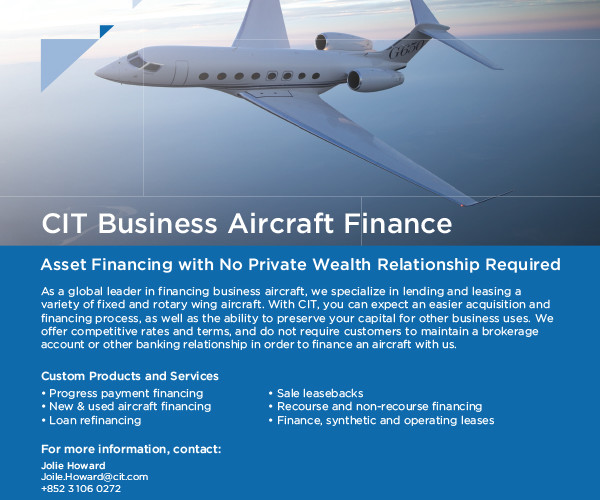 G650
CIT Business Aircraft Finance
Asset Financing with No Private Wealth Relationship Required
As a global leader in financing business aircraft, we specialize in lending and leasing a
variety of fixed and rotary wing aircraft. With CIT, you can expect an easier acquisition and
financing process, as well as the ability to preserve your capital for other business uses. We
offer competitive rates and terms, and do not require customers to maintain a brokerage
account or other banking relationship in order to finance an aircraft with us.
Custom Products and Services
• Progress payment financing
• New & used aircraft financing
• Loan refinancing
• Sale leasebacks
• Recourse and non-recourse financing
• Finance, synthetic and operating leases
For more information, contact:
Jolie Howard
Joile.Howard@cit.com
+852 3106 0272